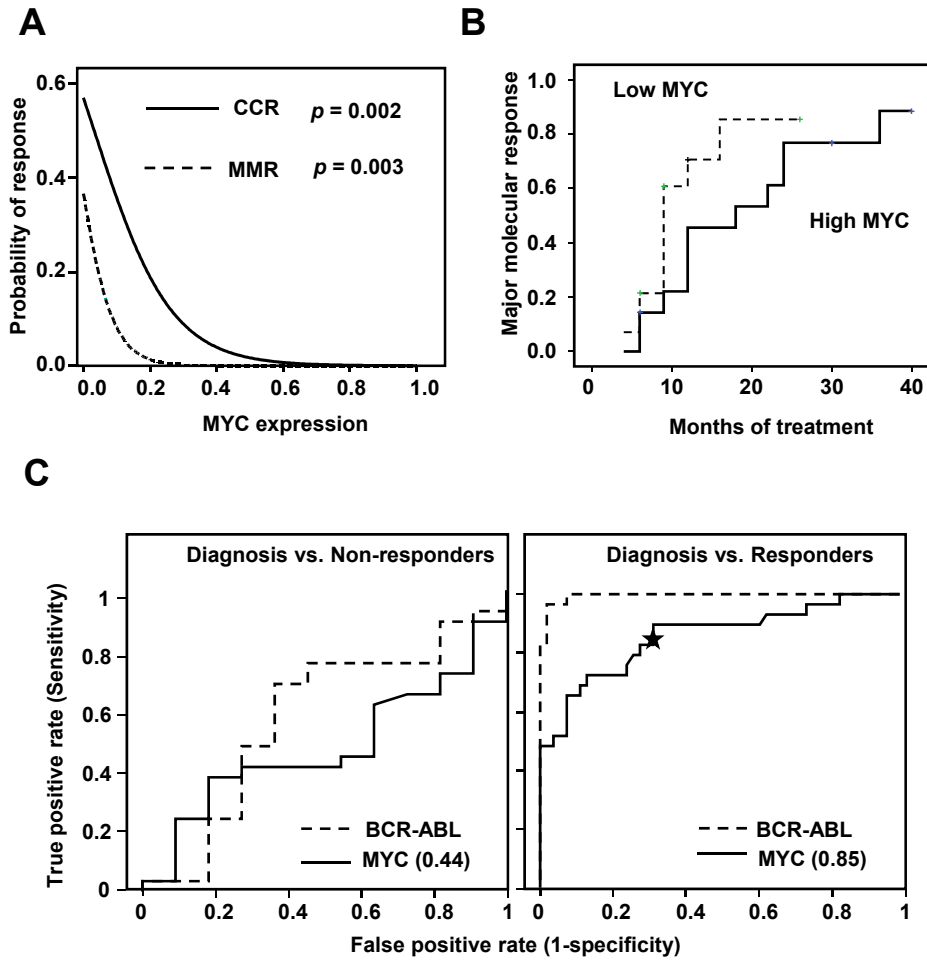 A
Probability of response
0.6
0.4
0.2
0.0
CCR p = 0.002
MMR p = 0.003
0.0 0.2 0.4 0.6 0.8 1.0
MYC expression
B
Major molecular response
1.0
0.8
0.6
0.4
0.2
0.0
Low MYC
High MYC
0 10 20 30 40
Months of treatment
C
True positive rate (Sensitivity)
1
0.8
0.6
0.4
0.2
0
Diagnosis vs. Non-responders
BCR-ABL
MYC (0.44)
0 0.2 0.4 0.6 0.8 1
Diagnosis vs. Responders
BCR-ABL
MYC (0.85)
0 0.2 0.4 0.6 0.8 1
False positive rate (1-specificity)